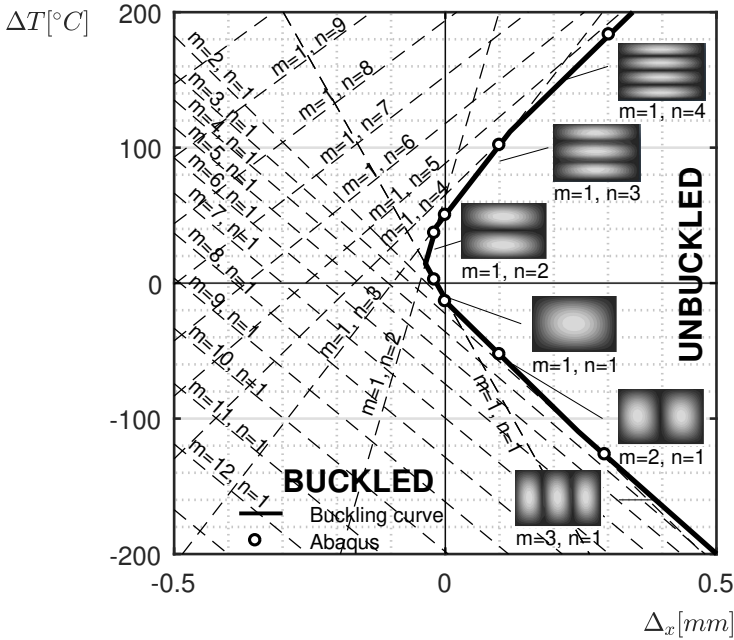 ΔT[°C]
200
100
0
-100
-200
-0.5
0
0.5
Δx[mm]
m=2, n=1
m=3, n=1
m=4, n=1
m=5, n=1
m=6, n=1
m=7, n=1
m=8, n=1
m=9, n=1
m=10, n=1
m=11, n=1
m=12, n=1
m=1, n=9
m=1, n=8
m=1, n=7
m=1, n=6
m=1, n=5
m=1, n=4
m=1, n=3
m=1, n=2
m=1, n=1
m=1, n=4
m=1, n=3
m=1, n=2
m=1, n=1
m=2, n=1
m=3, n=1
UNBUCKLED
BUCKLED
Buckling curve
Abaqus